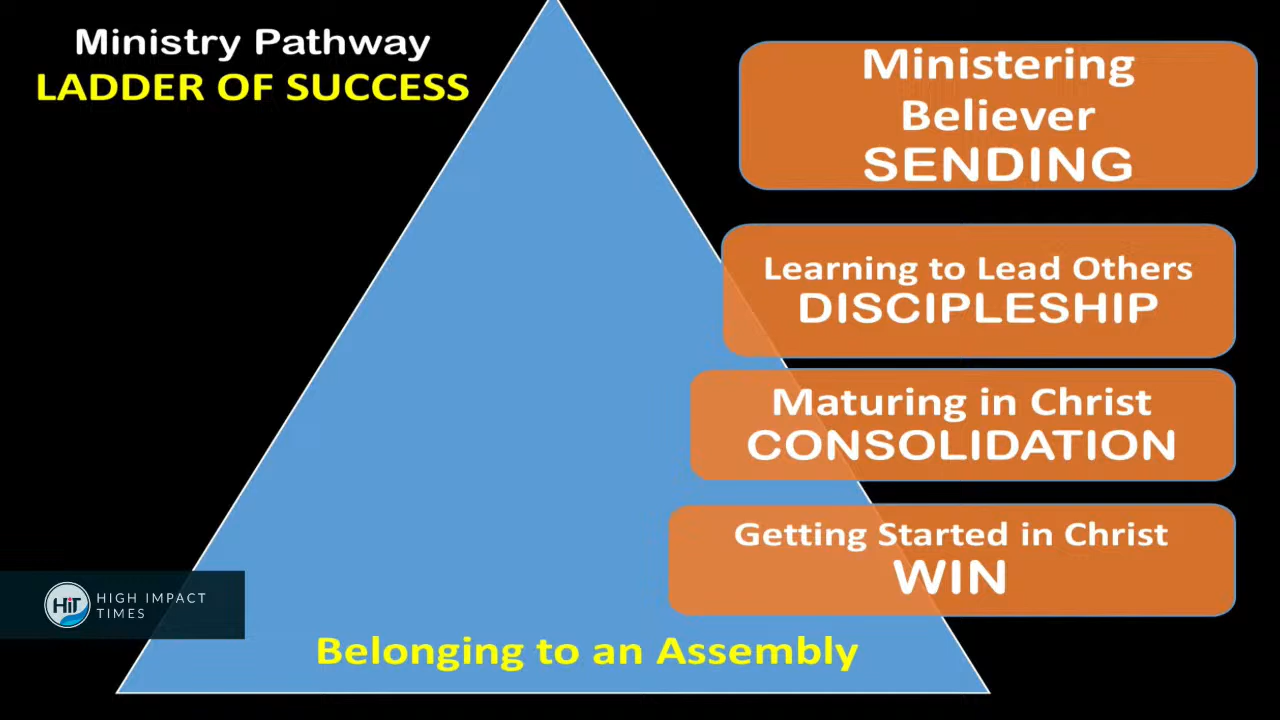 Ministry Pathway
LADDER OF SUCCESS
Ministering
Believer
SENDING
Learning to Lead Others
DISCIPLESHIP
Maturing in Christ
CONSOLIDATION
Getting Started in Christ
WIN
HiT
HIGH IMPACT
TIMES
Belonging to an Assembly